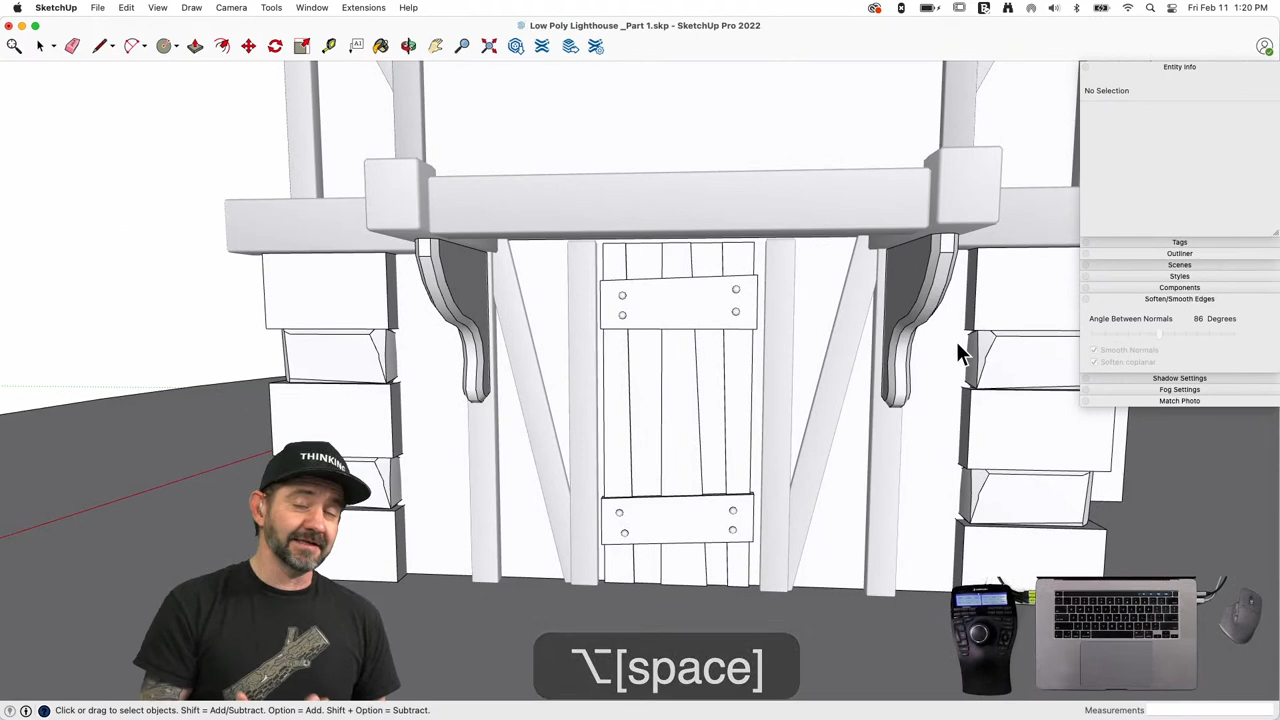 SketchUp File Edit View Draw Camera Tools Window Extensions Help Fri Feb 11 1:20 PM
Low Poly Lighthouse _Part 1.skp - SketchUp Pro 2022
Entity Info
No Selection
Tags
Outliner
Scenes
Styles
Components
Soften/Smooth Edges
Angle Between Normals 86 Degrees
Smooth Normals
Soften coplanar
Shadow Settings
Fog Settings
Match Photo
THINKING
⌥[space]
Click or drag to select objects. Shift = Add/Subtract. Option = Add. Shift + Option = Subtract. Measurements